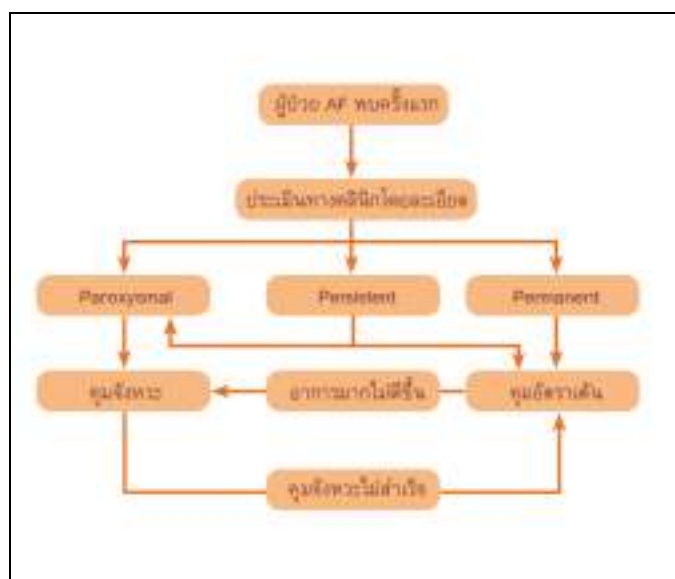 ผู้ป่วย AF พบครั้งแรก
ประเมินทางคลินิกโดยละเอียด
Paroxysmal
Persistent
Permanent
คุมจังหวะ
อาการมากไม่ดีขึ้น
คุมอัตราเต้น
คุมจังหวะไม่สำเร็จ